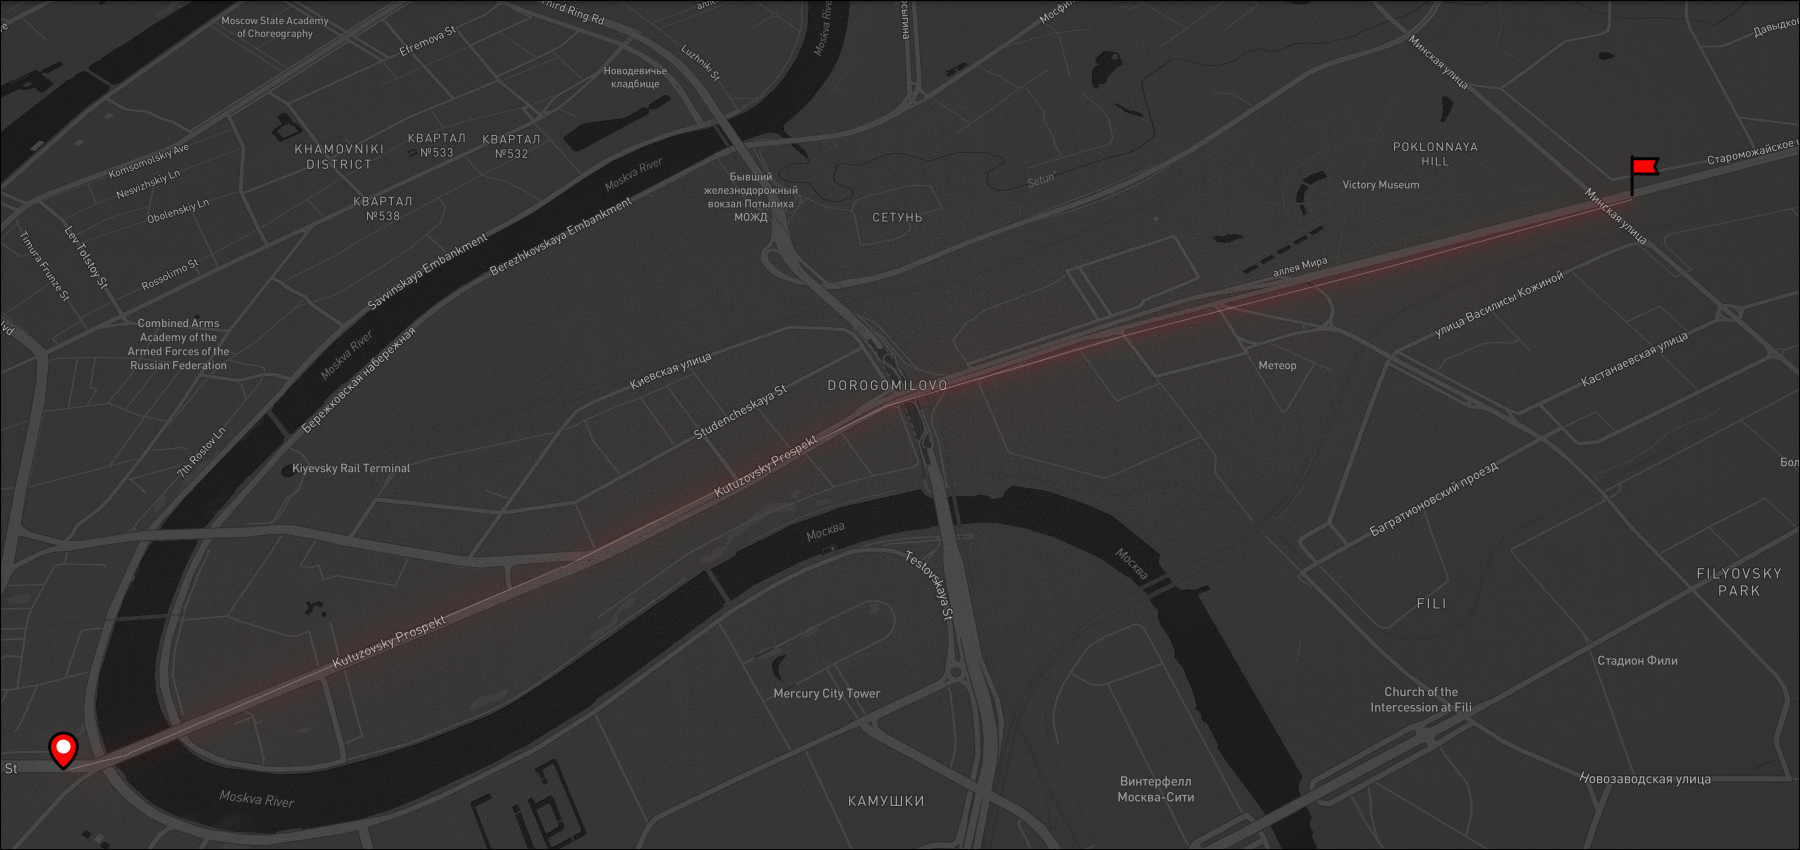 Moscow State Academy
of Choreography
Third Ring Rd
Efremova St
Luzhniki St
Moskva Rive
Новодевичье
кладбище
Минская улица
KHAMOVNIKI
DISTRICT
КВАРТАЛ
№533
КВАРТАЛ
№532
КВАРТАЛ
№538
Komsomolskiy Ave
Nesvizhskiy Ln
Obolenskiy Ln
Moskva River
Бывший
железнодорожный
вокзал Потылиха
МОЖД
Setun'
СЕТУНЬ
POKLONNAYA
HILL
Victory Museum
Староможайское
Минская улица
Timura Frunze St
Lev Tolstoy St
Rossolimo St
Savvinskaya Embankment
Berezhkovskaya Embankment
аллея Мира
Combined Arms
Academy of the
Armed Forces of the
Russian Federation
Moskva River
Бережковская набережная
Киевская улица
Studencheskaya St
DOROGOMILOVO
улица Василисы Кожиной
Кастанаевская улица
Метеор
7th Rostov Ln
Kiyevsky Rail Terminal
Kutuzovsky Prospekt
Багратионовский проезд
Москва
Москва
Testovskaya St
FILI
FILYOVSKY
PARK
Kutuzovsky Prospekt
Mercury City Tower
Стадион Фили
Church of the
Intercession at Fili
St
Moskva River
КАМУШКИ
Винтерфелл
Москва-Сити
Новозаводская улица